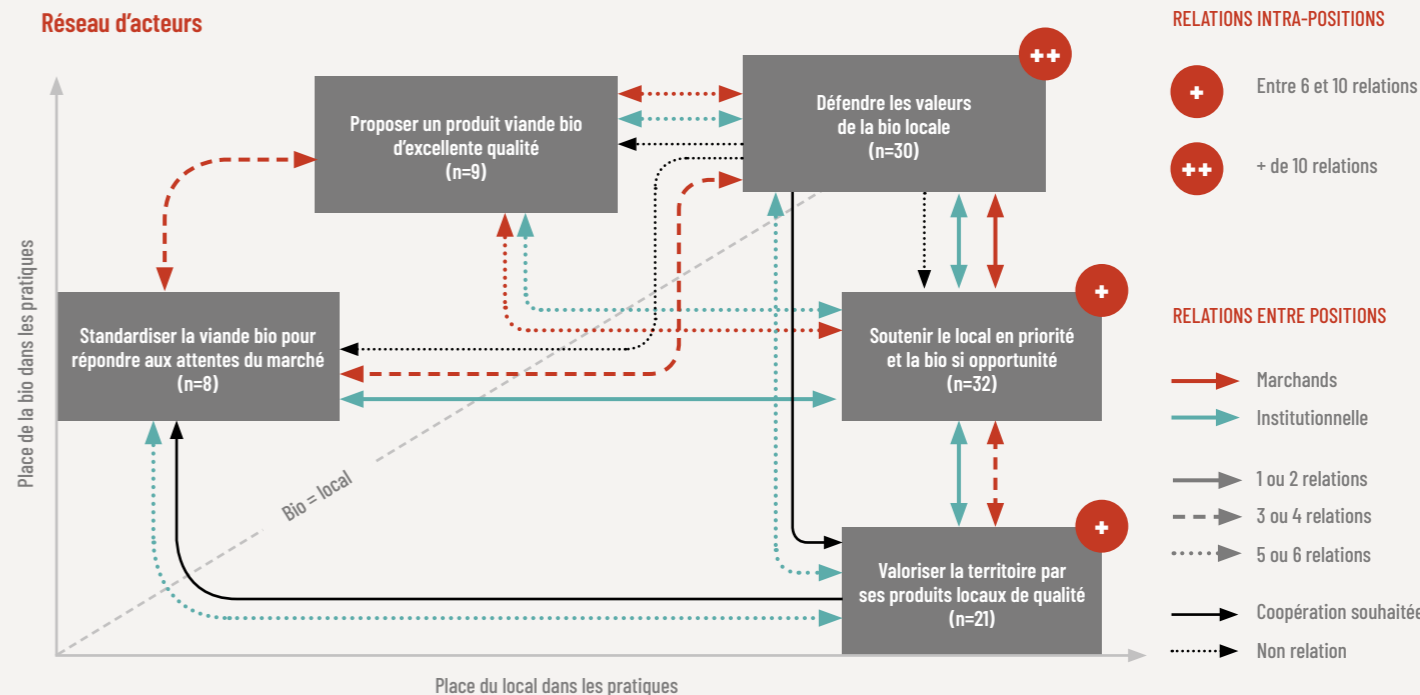 Réseau d’acteurs
Place de la bio dans les pratiques
Proposer un produit viande bio
d’excellente qualité
(n=9)
Défendre les valeurs
de la bio locale
(n=30)
++
Standardiser la viande bio pour
répondre aux attentes du marché
(n=8)
Soutenir le local en priorité
et la bio si opportunité
(n=32)
+
Bio = local
Valoriser la territoire par
ses produits locaux de qualité
(n=21)
+
Place du local dans les pratiques
RELATIONS INTRA-POSITIONS
+
Entre 6 et 10 relations
++
+ de 10 relations
RELATIONS ENTRE POSITIONS
Marchands
Institutionnelle
1 ou 2 relations
3 ou 4 relations
5 ou 6 relations
Coopération souhaitée
Non relation